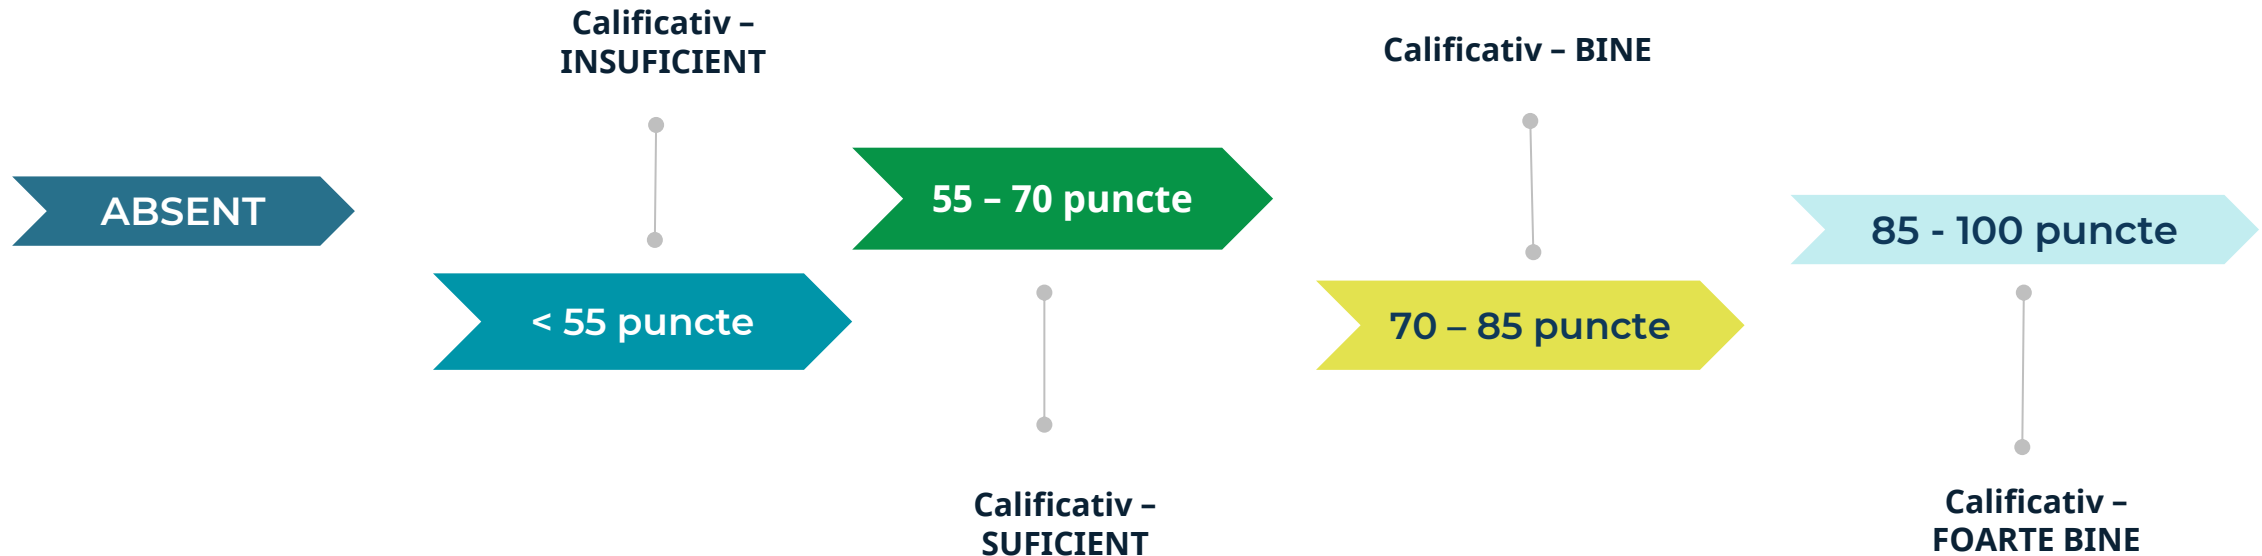 ABSENT
Calificativ –
INSUFICIENT
< 55 puncte
55 – 70 puncte
Calificativ –
SUFICIENT
Calificativ – BINE
70 – 85 puncte
85 - 100 puncte
Calificativ –
FOARTE BINE